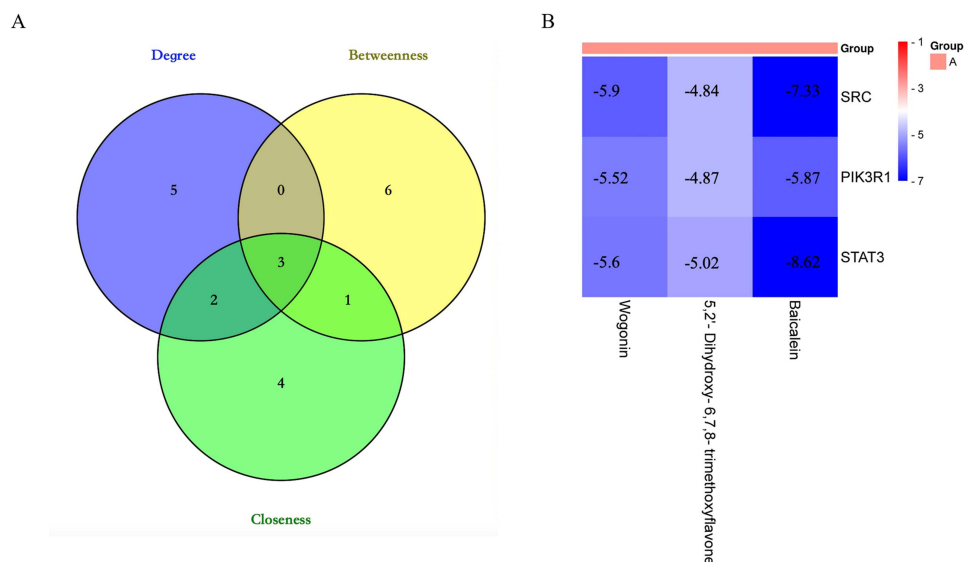 A
B
Degree
Betweenness
5
0
6
3
2
1
4
Closeness
Group
-5.9
-4.84
-7.33
SRC
-5.52
-4.87
-5.87
PIK3R1
-5.6
-5.02
-8.62
STAT3
Wogonin
5,2'- Dihydroxy- 6,7,8- trimethoxyflavone
Baicalein
- 1
- 3
- 5
- 7
Group
A